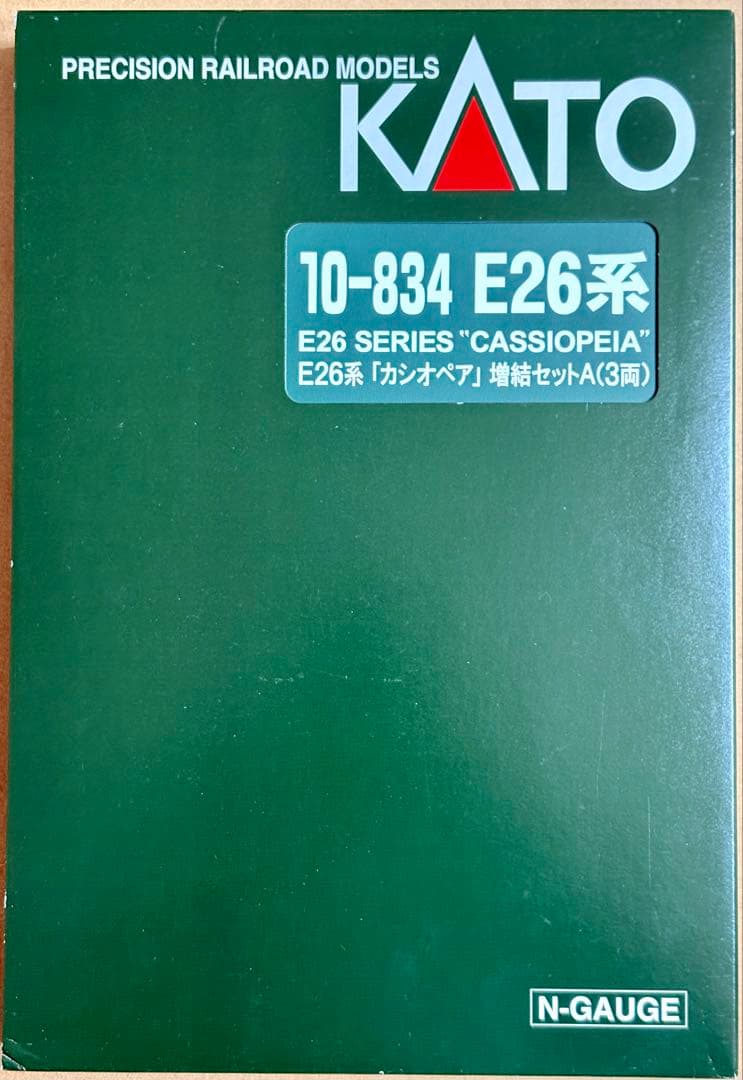 PRECISION RAILROAD MODELS
KATO
10-834 E26系
E26 SERIES "CASSIOPEIA"
E26系「カシオペア」増結セットA(3両)
N-GAUGE